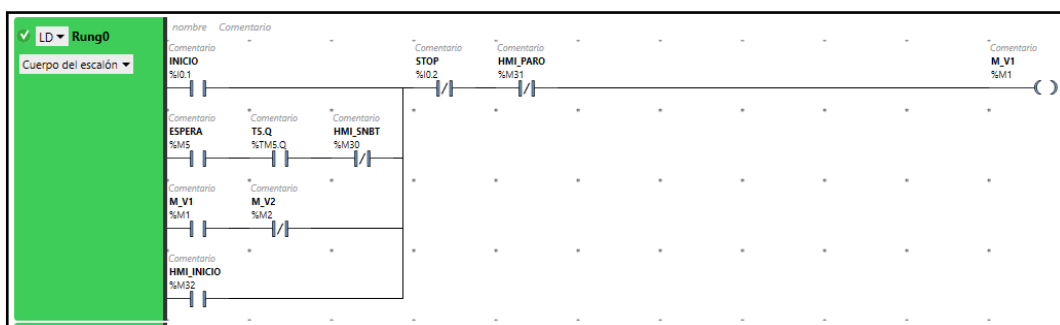 LD Rung0
Cuerpo del escalón
nombre Comentario
Comentario Comentario Comentario Comentario
INICIO STOP HMI_PARO M_V1
%I0.1 %I0.2 %M31 %M1
Comentario Comentario Comentario
ESPERA T5.Q HMI_SNBT
%M5 %TM5.Q %M30
Comentario Comentario
M_V1 M_V2
%M1 %M2
Comentario
HMI_INICIO
%M32